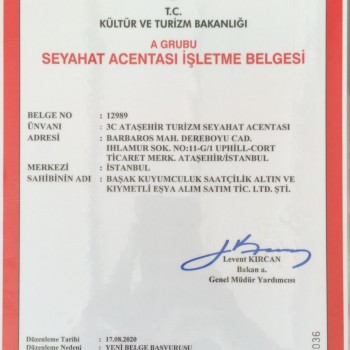 T.C.
KÜLTÜR VE TURİZM BAKANLIĞI
A GRUBU
SEYAHAT ACENTASI İŞLETME BELGESİ
BELGE NO : 12989
ÜNVANI : 3C ATAŞEHİR TURİZM SEYAHAT ACENTASI
ADRESİ : BARBAROS MAH. DEREBOYU CAD.
IHLAMUR SOK. NO:11-G/1 UPHILL-CORT
TİCARET MERK. ATAŞEHİR/İSTANBUL
MERKEZİ : İSTANBUL
SAHİBİNİN ADI : BAŞAK KUYUMCULUK SAATÇİLİK ALTIN VE
KIYMETLİ EŞYA ALIM SATIM TİC. LTD. ŞTİ.
Levent KIRCAN
Bakan a.
Genel Müdür Yardımcısı
036
Düzenleme Tarihi : 17.08.2020
Düzenleme Nedeni : YENİ BELGE BAŞVURUSU